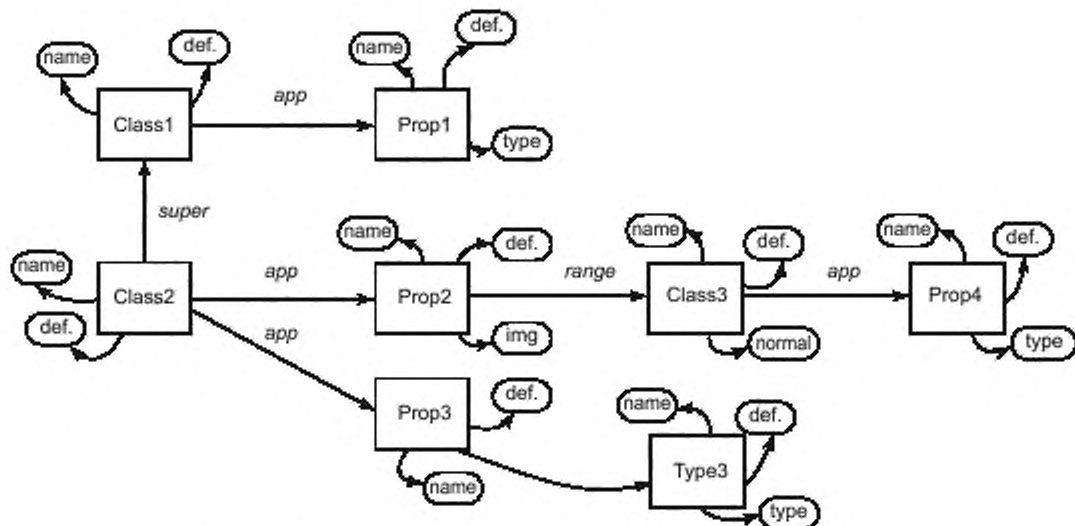 def.
name
def.
name
app
Class1
Prop1
type
super
name
def.
name
def.
name
def.
name
app
range
app
Class2
Prop2
Class3
Prop4
def.
app
img
normal
type
Prop3
def.
name
def.
Type3
name
type